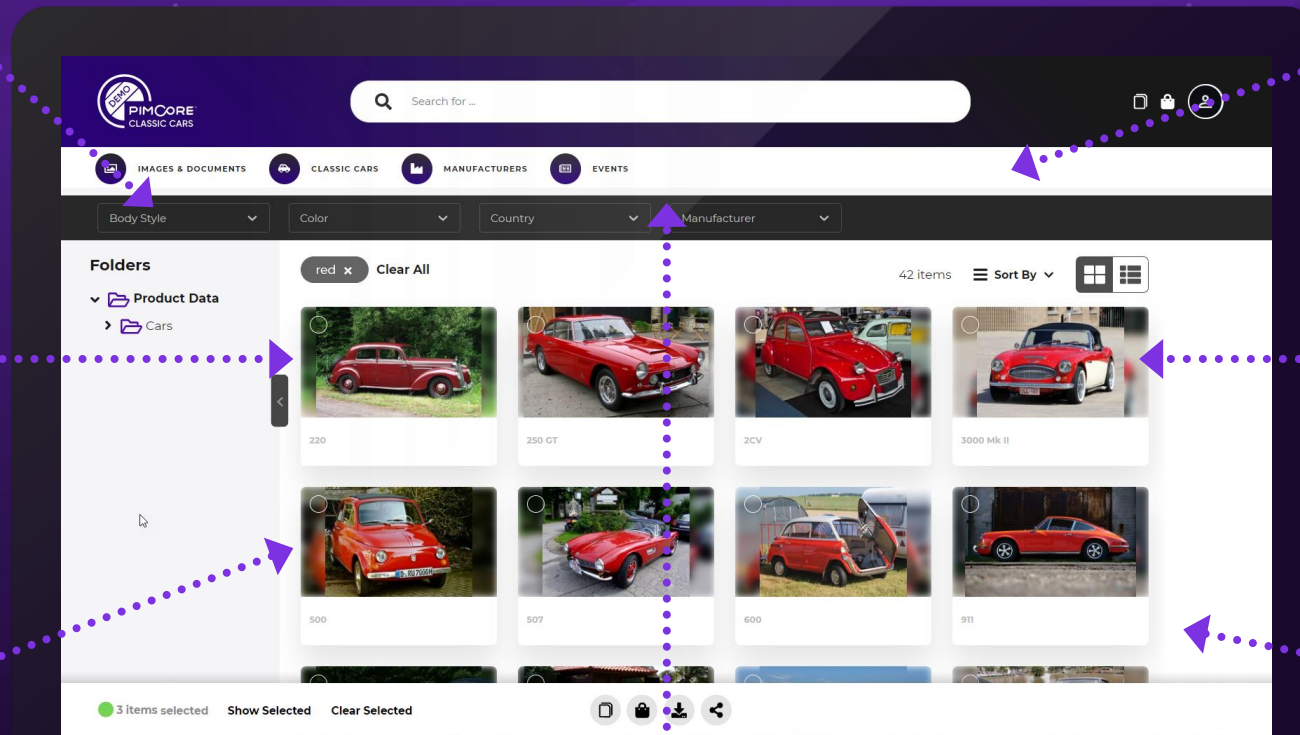 DEMO
PIMCORE
CLASSIC CARS
Search for ...
IMAGES & DOCUMENTS
CLASSIC CARS
MANUFACTURERS
EVENTS
Body Style
Color
Country
Manufacturer
Folders
Product Data
Cars
red ×
Clear All
42 items
Sort By
220
250 GT
2CV
3000 Mk II
500
507
600
911
3 items selected
Show Selected
Clear Selected